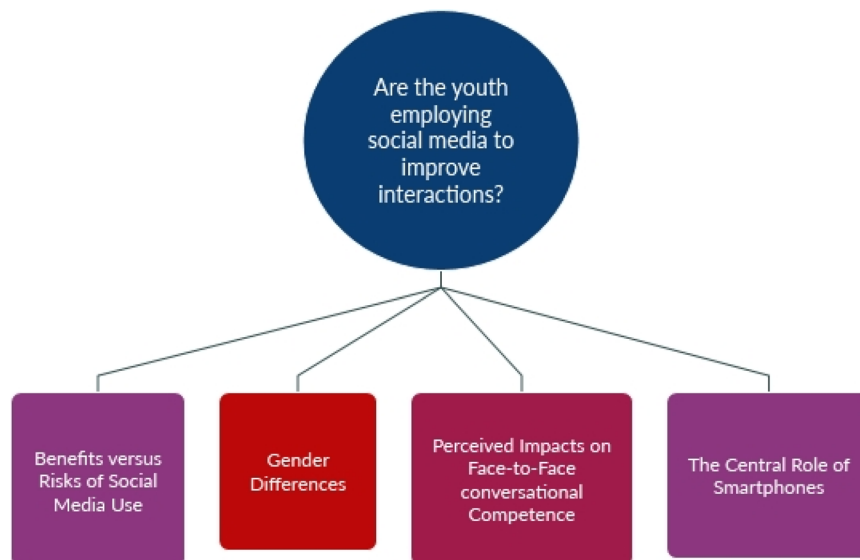 Are the youth
employing
social media to
improve
interactions?
Benefits versus
Risks of Social
Media Use
Gender
Differences
Perceived Impacts on
Face-to-Face
conversational
Competence
The Central Role of
Smartphones